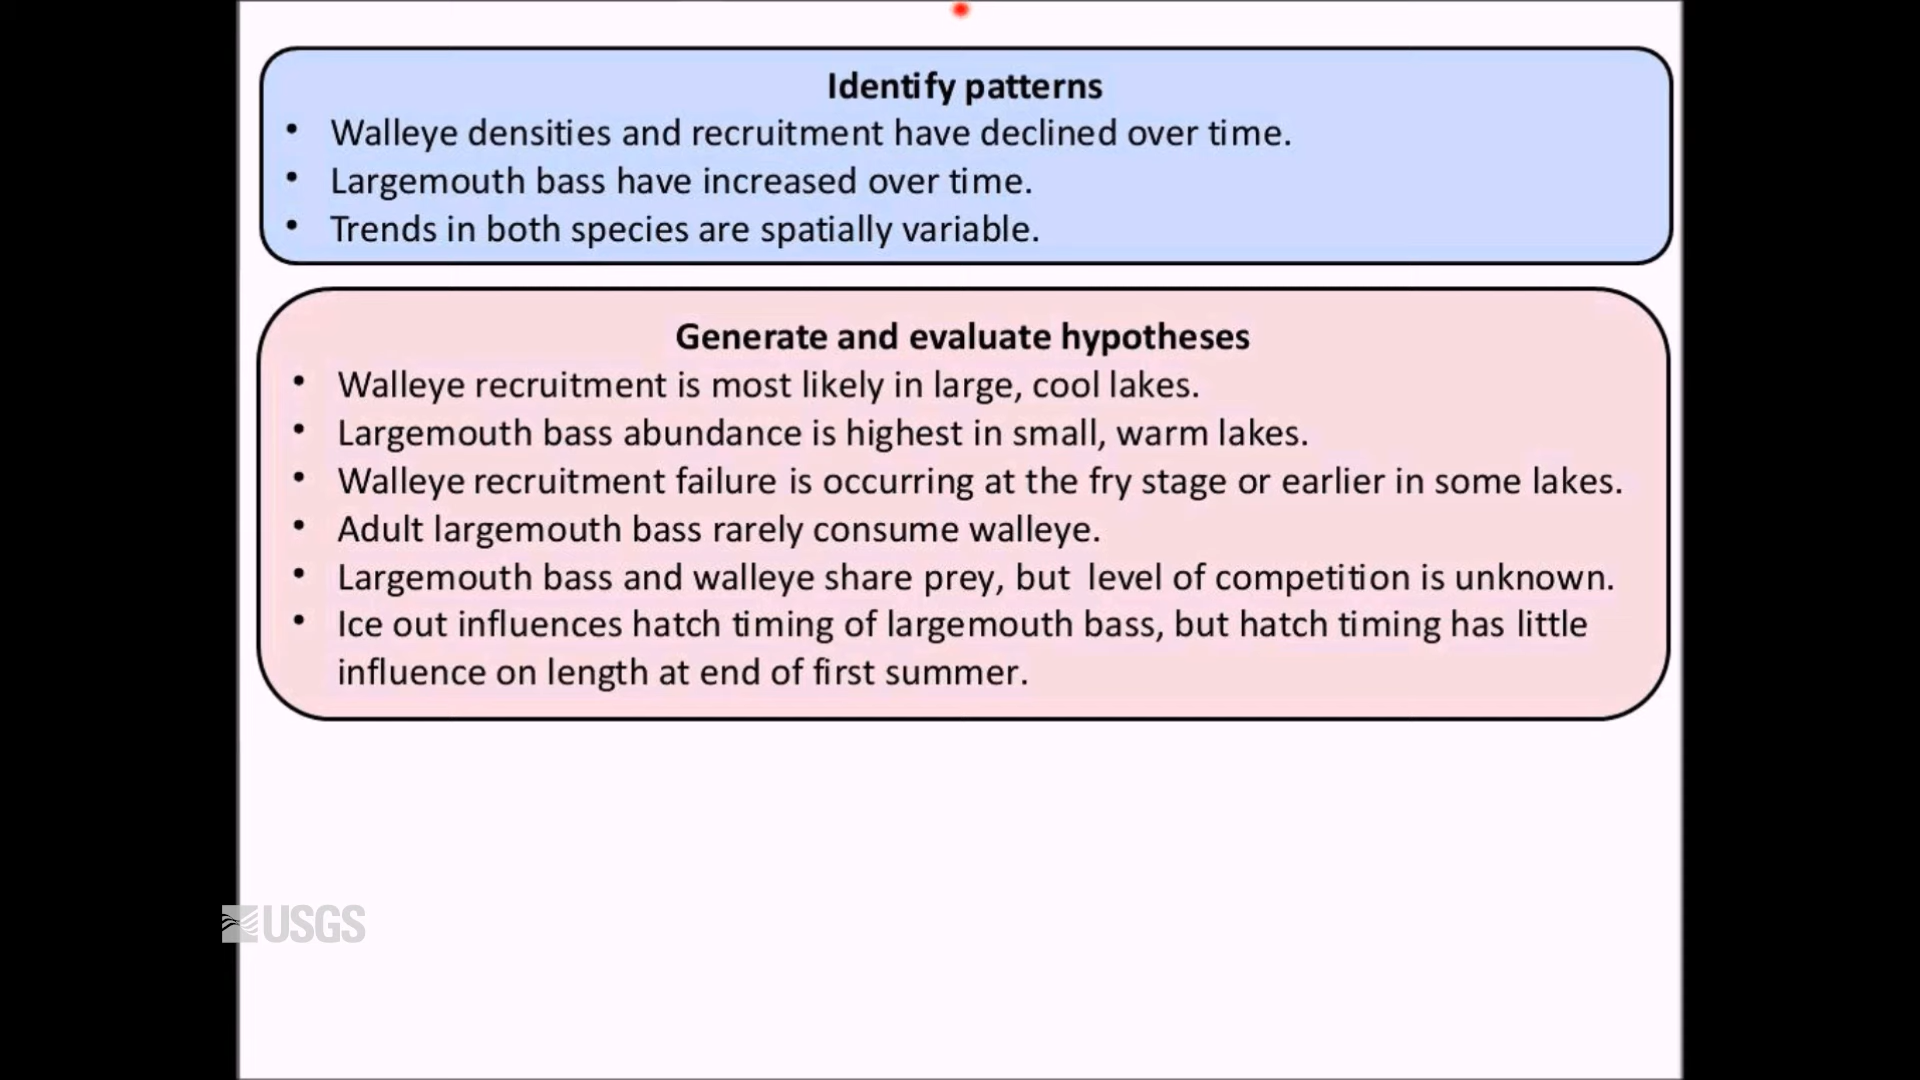 Identify patterns
• Walleye densities and recruitment have declined over time.
• Largemouth bass have increased over time.
• Trends in both species are spatially variable.
Generate and evaluate hypotheses
• Walleye recruitment is most likely in large, cool lakes.
• Largemouth bass abundance is highest in small, warm lakes.
• Walleye recruitment failure is occurring at the fry stage or earlier in some lakes.
• Adult largemouth bass rarely consume walleye.
• Largemouth bass and walleye share prey, but level of competition is unknown.
• Ice out influences hatch timing of largemouth bass, but hatch timing has little
influence on length at end of first summer.
USGS